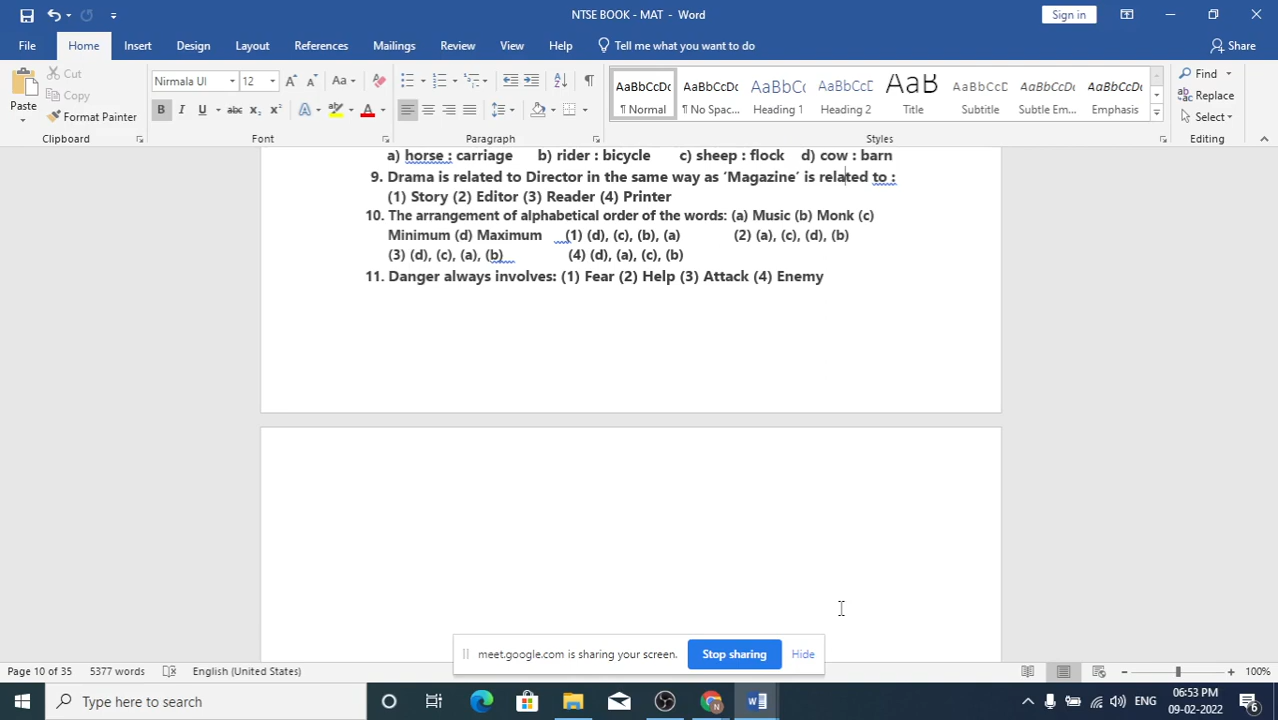 NTSE BOOK - MAT - Word
Sign in
File Home Insert Design Layout References Mailings Review View Help Tell me what you want to do Share
Paste Cut Copy Format Painter
Nirmala UI 12
B I U abc X₂ X²
AaBbCcDc AaBbCcDc AaBbCc AaBbCcC AaB AaBbCcD AaBbCcDc AaBbCcDc
¶ Normal ¶ No Spac... Heading 1 Heading 2 Title Subtitle Subtle Em... Emphasis
Find Replace Select
Clipboard Font Paragraph Styles Editing
a) horse : carriage b) rider : bicycle c) sheep : flock d) cow : barn
9. Drama is related to Director in the same way as ‘Magazine’ is related to :
(1) Story (2) Editor (3) Reader (4) Printer
10. The arrangement of alphabetical order of the words: (a) Music (b) Monk (c)
Minimum (d) Maximum (1) (d), (c), (b), (a) (2) (a), (c), (d), (b)
(3) (d), (c), (a), (b) (4) (d), (a), (c), (b)
11. Danger always involves: (1) Fear (2) Help (3) Attack (4) Enemy
meet.google.com is sharing your screen. Stop sharing Hide
Page 10 of 35 5377 words English (United States) 100%
Type here to search
ENG
06:53 PM
09-02-2022
6